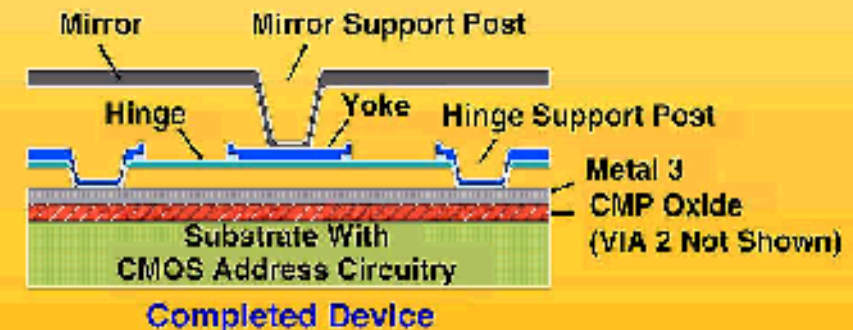 Mirror
Mirror Support Post
Hinge
Yoke
Hinge Support Post
Metal 3
CMP Oxide
(VIA 2 Not Shown)
Substrate With
CMOS Address Circuitry
Completed Device